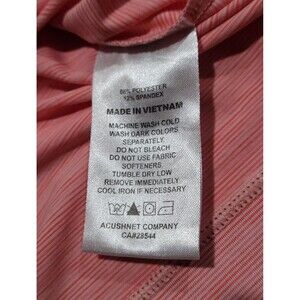 88% POLYESTER
12% SPANDEX
MADE IN VIETNAM
MACHINE WASH COLD
WASH DARK COLORS
SEPARATELY.
DO NOT BLEACH
DO NOT USE FABRIC
SOFTENERS.
TUMBLE DRY LOW
REMOVE IMMEDIATELY
COOL IRON IF NECESSARY
ACUSHNET COMPANY
CA#28544